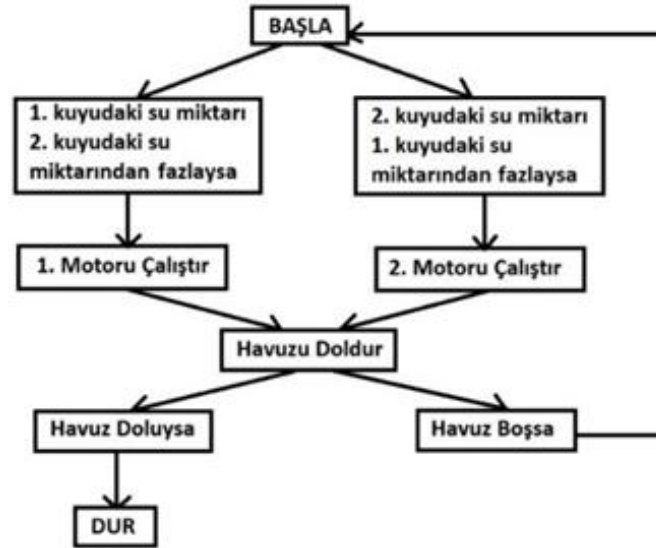 BAŞLA
1. kuyudaki su miktarı
2. kuyudaki su
miktarından fazlaysa
2. kuyudaki su miktarı
1. kuyudaki su
miktarından fazlaysa
1. Motoru Çalıştır
2. Motoru Çalıştır
Havuzu Doldur
Havuz Doluysa
Havuz Boşsa
DUR